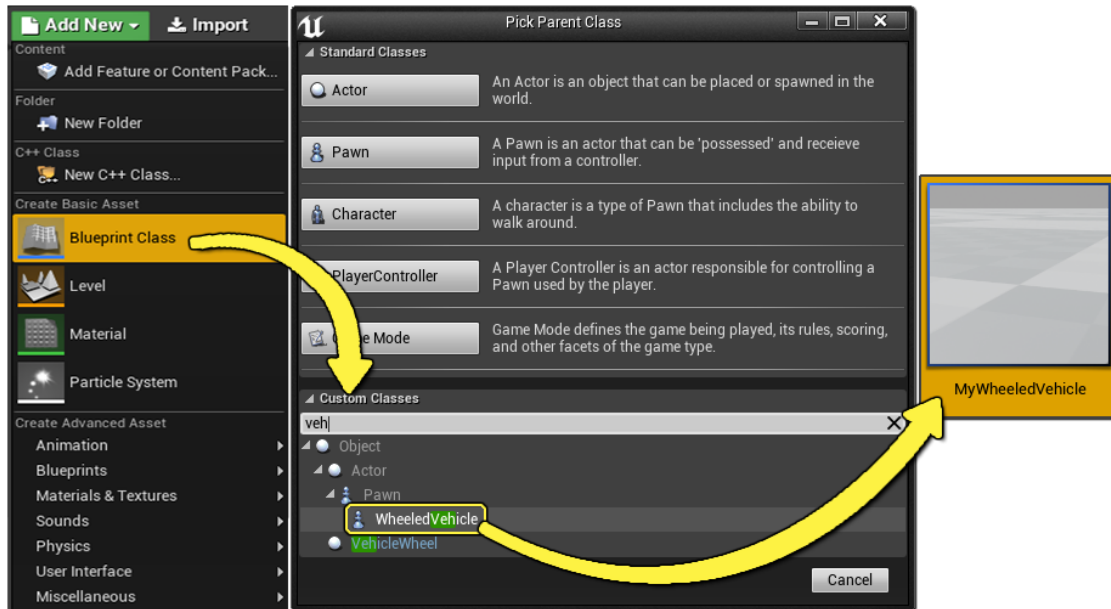 Add New
Import
Content
Add Feature or Content Pack...
Folder
New Folder
C++ Class
New C++ Class...
Create Basic Asset
Blueprint Class
Level
Material
Particle System
Create Advanced Asset
Animation
Blueprints
Materials & Textures
Sounds
Physics
User Interface
Miscellaneous
Pick Parent Class
Standard Classes
Actor
An Actor is an object that can be placed or spawned in the
world.
Pawn
A Pawn is an actor that can be 'possessed' and receieve
input from a controller.
Character
A character is a type of Pawn that includes the ability to
walk around.
PlayerController
A Player Controller is an actor responsible for controlling a
Pawn used by the player.
Mode
Game Mode defines the game being played, its rules, scoring,
and other facets of the game type.
Custom Classes
veh
Object
Actor
Pawn
WheeledVehicle
VehicleWheel
Cancel
MyWheeledVehicle